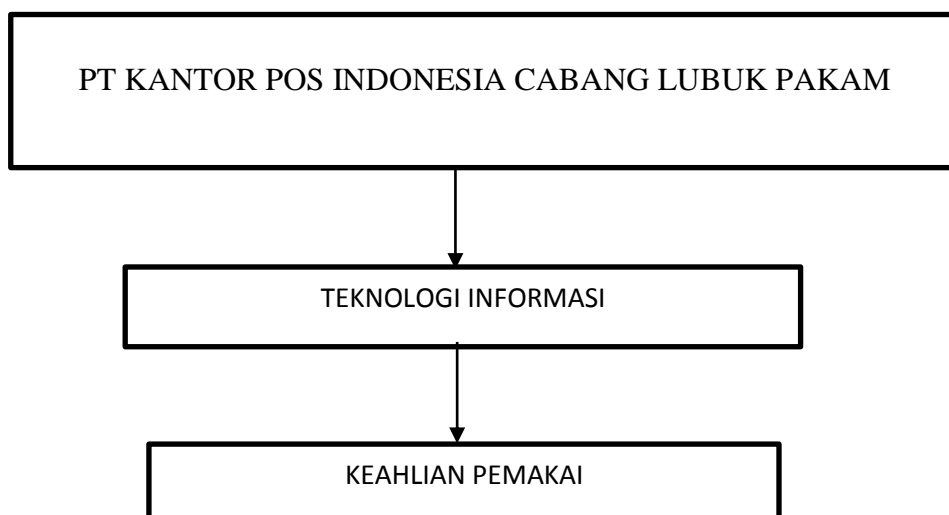 PT KANTOR POS INDONESIA CABANG LUBUK PAKAM
TEKNOLOGI INFORMASI
KEAHLIAN PEMAKAI